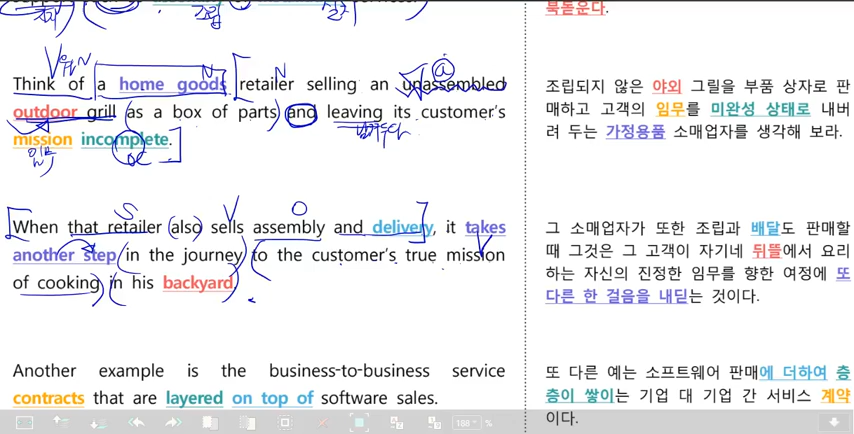 북돋운다.
Think of a home goods retailer selling an unassembled
outdoor grill as a box of parts and leaving its customer's
mission incomplete.
조립되지 않은 야외 그릴을 부품 상자로 판
매하고 고객의 임무를 미완성 상태로 내버
려 두는 가정용품 소매업자를 생각해 보라.
When that retailer (also) sells assembly and delivery, it takes
another step (in the journey) to the customer's true mission
of cooking) (in his backyard.
S V O
V
그 소매업자가 또한 조립과 배달도 판매할
때 그것은 그 고객이 자기네 뒤뜰에서 요리
하는 자신의 진정한 임무를 향한 여정에 또
다른 한 걸음을 내딛는 것이다.
Another example is the business-to-business service
contracts that are layered on top of software sales.
또 다른 예는 소프트웨어 판매에 더하여 층
층이 쌓이는 기업 대 기업 간 서비스 계약
이다.
188 %